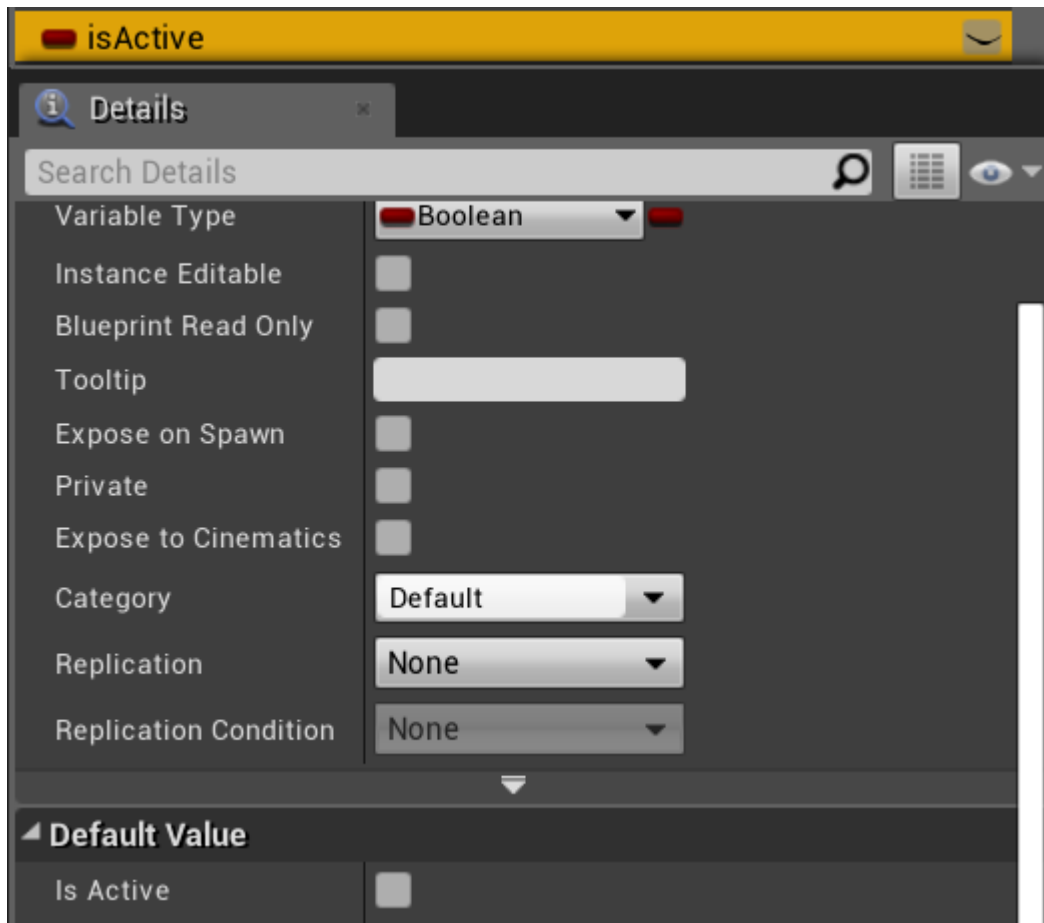 isActive
Details
Search Details
Variable Type Boolean
Instance Editable
Blueprint Read Only
Tooltip
Expose on Spawn
Private
Expose to Cinematics
Category Default
Replication None
Replication Condition None
Default Value
Is Active